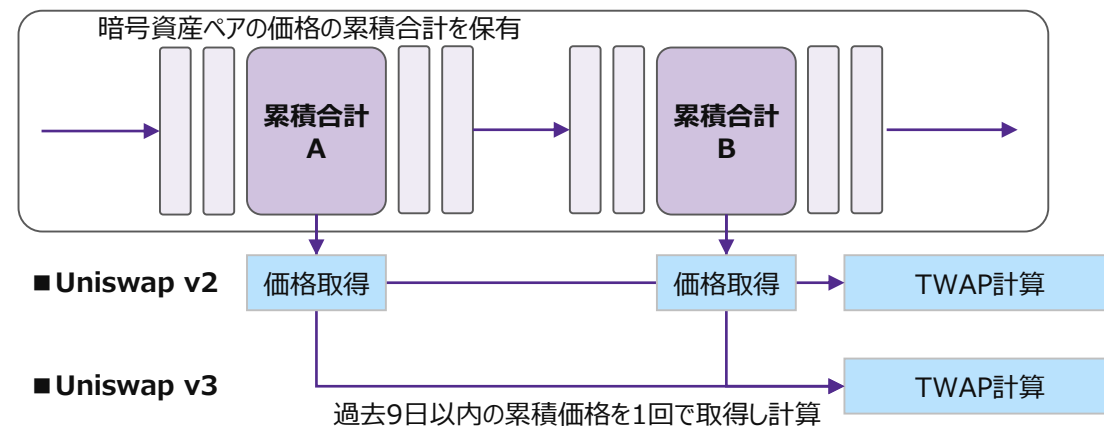 暗号資産ペアの価格の累積合計を保有
累積合計
A
累積合計
B
■Uniswap v2
価格取得
価格取得
TWAP計算
■Uniswap v3
TWAP計算
過去9日以内の累積価格を1回で取得し計算